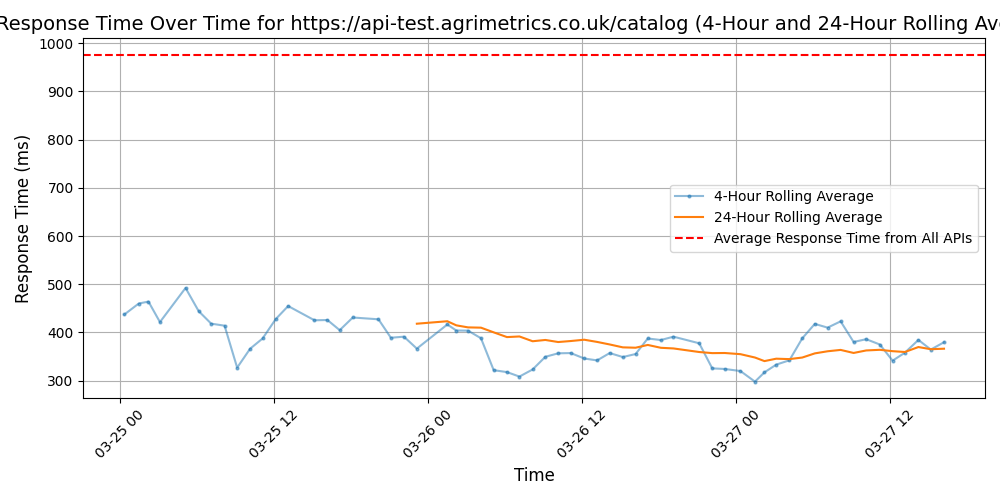 Response Time Over Time for https://api-test.agrimetrics.co.uk/catalog (4-Hour and 24-Hour Rolling Av
1000
900
800
700
600
500
400
300
Response Time (ms)
4-Hour Rolling Average
24-Hour Rolling Average
Average Response Time from All APIs
03-25 00
03-25 12
03-26 00
03-26 12
03-27 00
03-27 12
Time